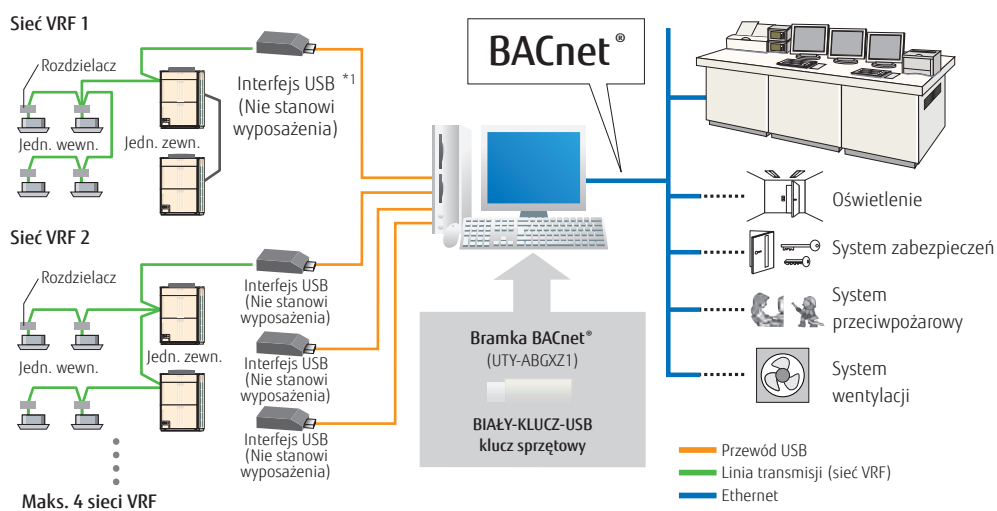 Sieć VRF 1
Rozdzielacz
Jedn. wewn.
Jedn. zewn.
Interfejs USB *1
(Nie stanowi
wyposażenia)
BACnet®
Sieć VRF 2
Rozdzielacz
Jedn. wewn.
Jedn. zewn.
Interfejs USB
(Nie stanowi
wyposażenia)
Interfejs USB
(Nie stanowi
wyposażenia)
Interfejs USB
(Nie stanowi
wyposażenia)
Maks. 4 sieci VRF
Bramka BACnet®
(UTY-ABGXZ1)
BIAŁY-KLUCZ-USB
klucz sprzętowy
Oświetlenie
System zabezpieczeń
System
przeciwpożarowy
System
wentylacji
Przewód USB
Linia transmisji (sieć VRF)
Ethernet